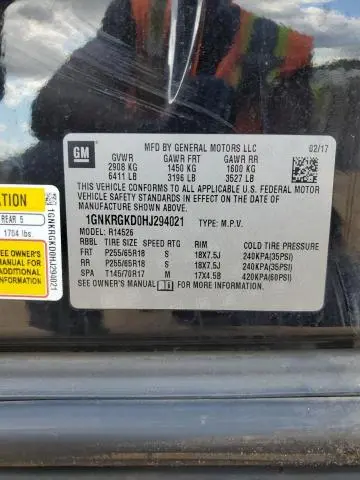 GM
MFD BY GENERAL MOTORS LLC 02/17
GVWR GAWR FRT GAWR RR
2908 KG 1450 KG 1600 KG
6411 LB 3196 LB 3527 LB
THIS VEHICLE CONFORMS TO ALL APPLICABLE U.S. FEDERAL MOTOR
VEHICLE SAFETY, BUMPER, AND THEFT PREVENTION STANDARDS
IN EFFECT ON THE DATE OF
MANUFACTURE SHOWN ABOVE.
1GNKRGKD0HJ294021 TYPE: M.P.V.
MODEL: R14526
RBBL TIRE SIZE SPEED RTG RIM COLD TIRE PRESSURE
FRT P255/65R18 S 18X7.5J 240KPA(35PSI)
RR P255/65R18 S 18X7.5J 240KPA(35PSI)
SPA T145/70R17 M 17X4.5B 420KPA(60PSI)
SEE OWNER'S MANUAL FOR MORE INFORMATION.
ATION
REAR 5
1704 lbs.
SEE OWNER'S
MANUAL FOR
ADDITIONAL
INFORMATION
1GNKRGKD0HJ294021